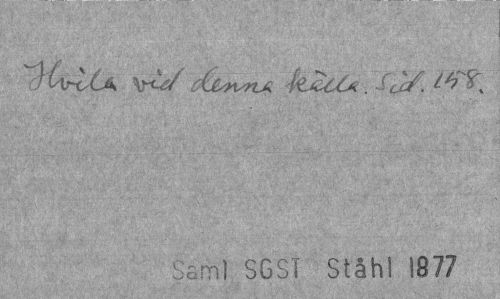 Hvila vid denna källa. Sid. 158.
Saml SGST Ståhl 1877